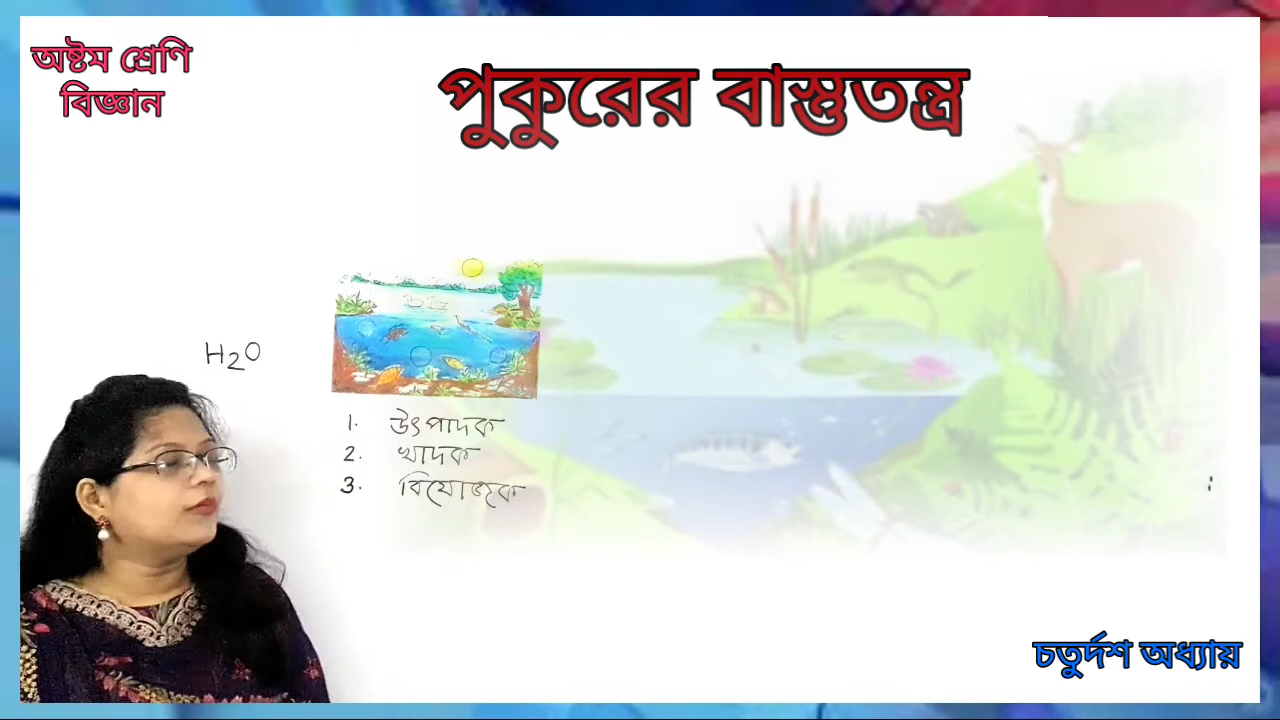 অষ্টম শ্রেণি
বিজ্ঞান
পুকুরের বাস্তুতন্ত্র
H2O
1. উৎপাদক
2. খাদক
3. বিযোজক
চতুর্দশ অধ্যায়